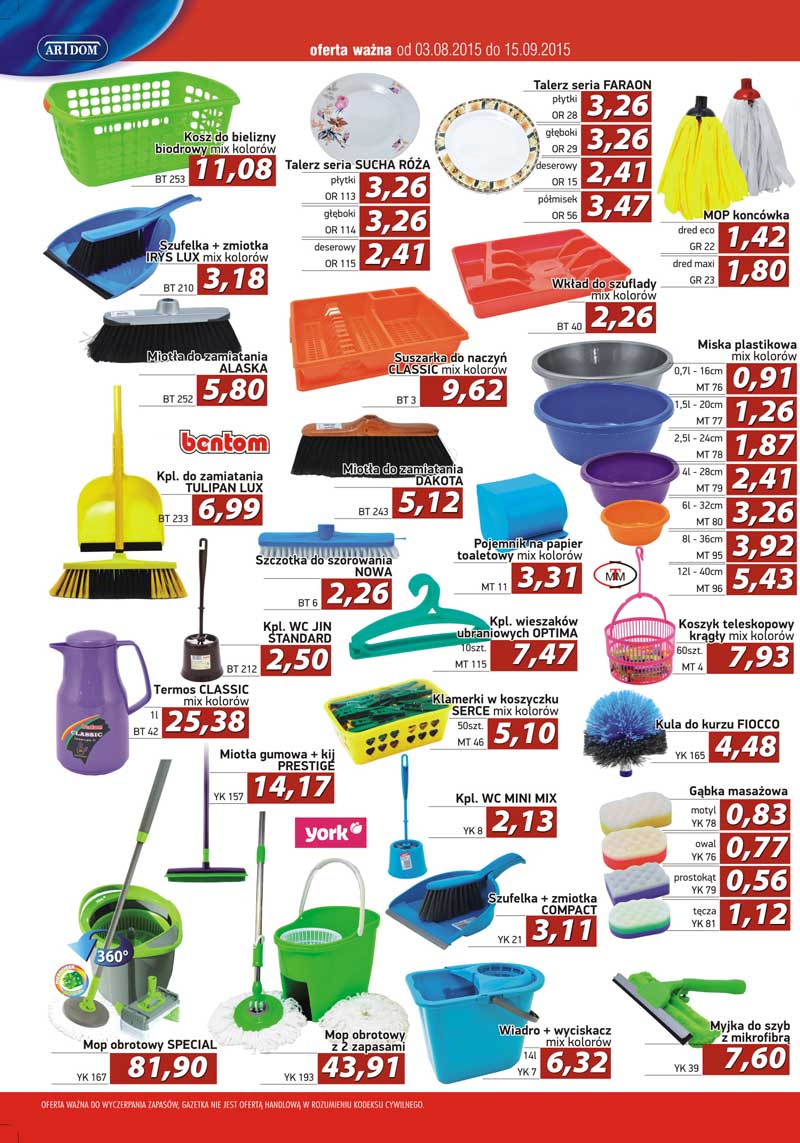 ARTDOM
oferta ważna od 03.08.2015 do 15.09.2015
Kosz do bielizny
biodrowy mix kolorów
BT 253 11,08
Talerz seria SUCHA RÓŻA
płytki
OR 113 3,26
głęboki
OR 114 3,26
deserowy
OR 115 2,41
Talerz seria FARAON
płytki
OR 28 3,26
głęboki
OR 29 3,26
deserowy
OR 15 2,41
półmisek
OR 56 3,47
MOP końcówka
dred eco
GR 22 1,42
dred maxi
GR 23 1,80
Szufelka + zmiotka
IRYS LUX mix kolorów
BT 210 3,18
Wkład do szuflady
mix kolorów
BT 40 2,26
Miotła do zamiatania
ALASKA
BT 252 5,80
Suszarka do naczyń
CLASSIC mix kolorów
BT 3 9,62
Miska plastikowa
mix kolorów
0,7l - 16cm
MT 76 0,91
1,5l - 20cm
MT 77 1,26
2,5l - 24cm
MT 78 1,87
4l - 28cm
MT 79 2,41
6l - 32cm
MT 80 3,26
8l - 36cm
MT 95 3,92
12l - 40cm
MT 96 5,43
bentom
Kpl. do zamiatania
TULIPAN LUX
BT 233 6,99
Miotła do zamiatania
DAKOTA
BT 243 5,12
Szczotka do szorowania
NOWA
BT 6 2,26
Pojemnik na papier
toaletowy mix kolorów
MT 11 3,31
MTM
Kpl. WC JIN
STANDARD
BT 212 2,50
Kpl. wieszaków
ubraniowych OPTIMA
10szt.
MT 115 7,47
Koszyk teleskopowy
krągły mix kolorów
60szt.
MT 4 7,93
Termos CLASSIC
mix kolorów
1l
BT 42 25,38
bentom
CLASSIC
Klamerki w koszyczku
SERCE mix kolorów
50szt.
MT 46 5,10
Kula do kurzu FIOCCO
YK 165 4,48
Miotła gumowa + kij
PRESTIGE
YK 157 14,17
york
Kpl. WC MINI MIX
YK 8 2,13
Gąbka masażowa
motyl
YK 78 0,83
owal
YK 76 0,77
prostokąt
YK 79 0,56
tęcza
YK 81 1,12
Szufelka + zmiotka
COMPACT
YK 21 3,11
360°
Mop obrotowy SPECIAL
YK 167 81,90
Mop obrotowy
z 2 zapasami
YK 193 43,91
Wiadro + wyciskacz
mix kolorów
14l
YK 7 6,32
Myjka do szyb
z mikrofibrą
YK 39 7,60
OFERTA WAŻNA DO WYCZERPANIA ZAPASÓW, GAZETKA NIE JEST OFERTĄ HANDLOWĄ W ROZUMIENIU KODEKSU CYWILNEGO.